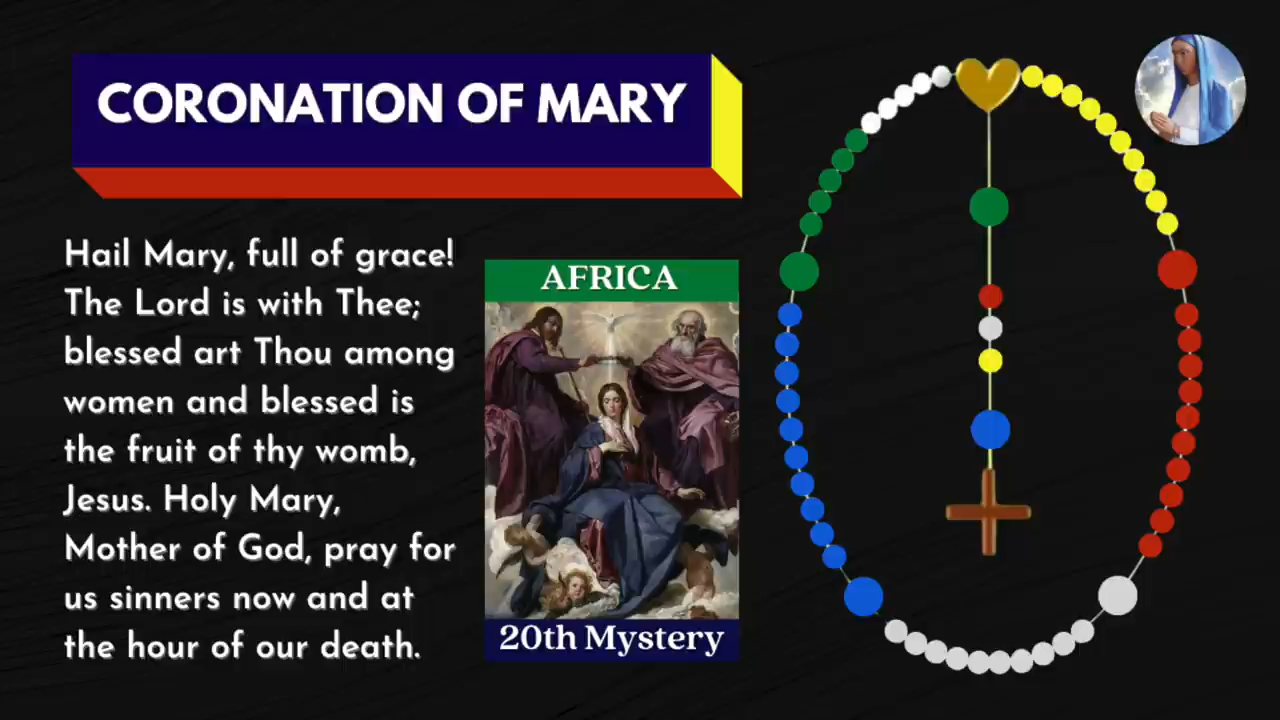 CORONATION OF MARY
Hail Mary, full of grace!
The Lord is with Thee;
blessed art Thou among
women and blessed is
the fruit of thy womb,
Jesus. Holy Mary,
Mother of God, pray for
us sinners now and at
the hour of our death.
AFRICA
20th Mystery